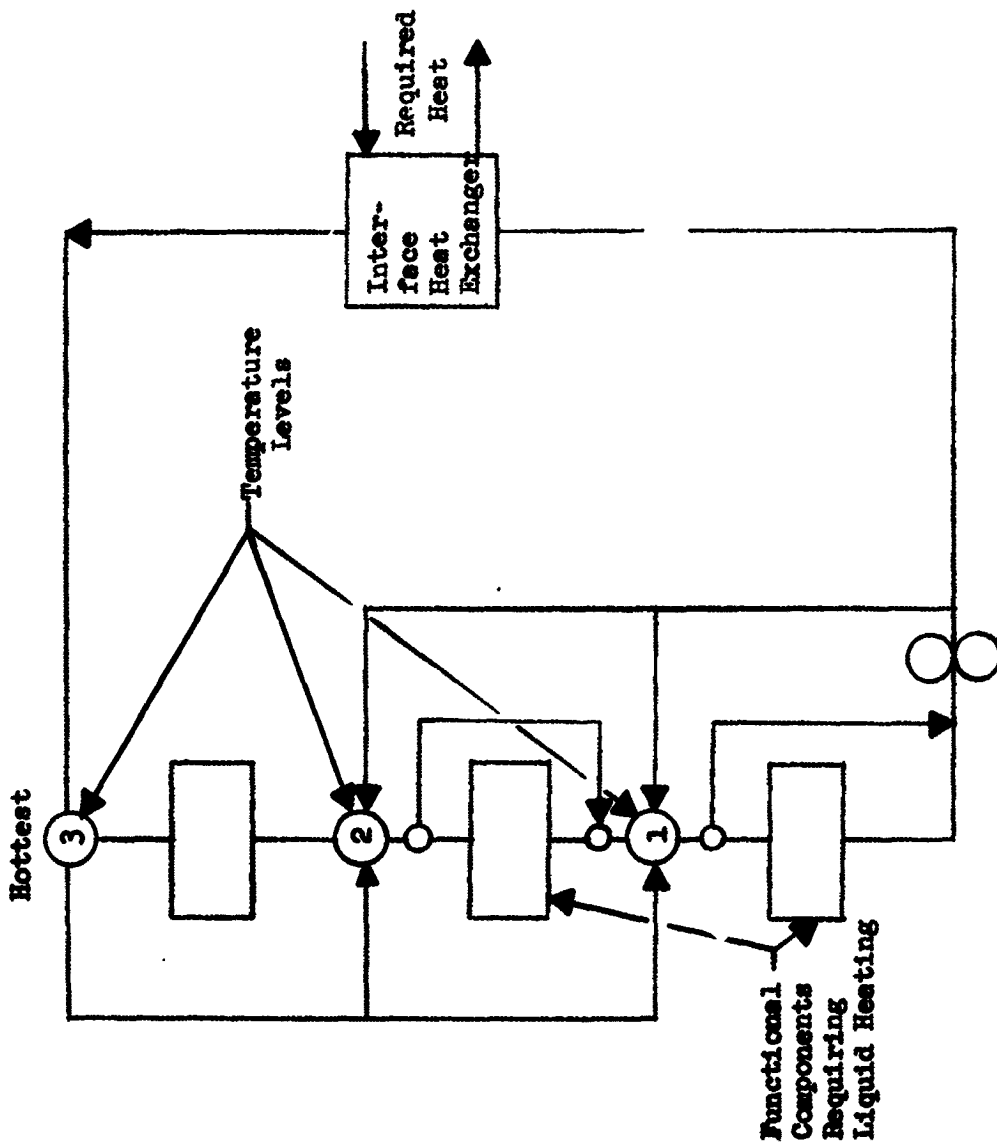 Hottest
3
Temperature
Levels
2
1
Inter-
face
Heat
Exchanger
Required
Heat
Functional
Components
Requiring
Liquid Heating